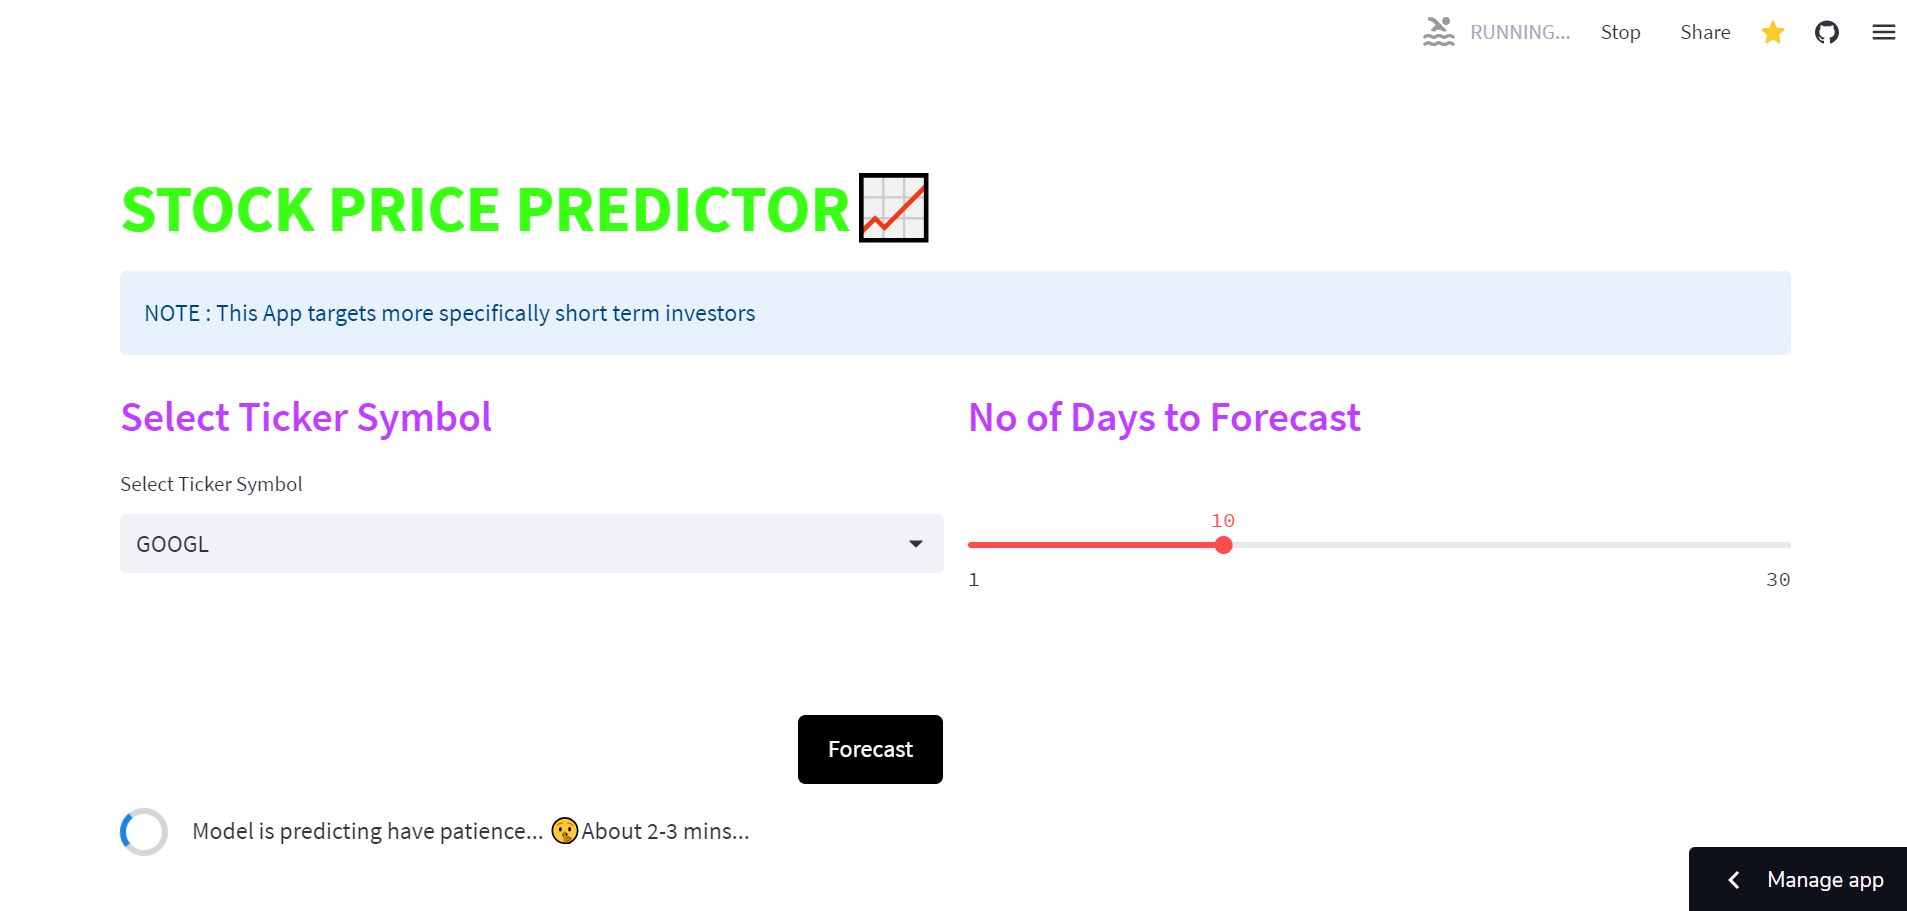 RUNNING... Stop Share
STOCK PRICE PREDICTOR
NOTE : This App targets more specifically short term investors
Select Ticker Symbol
No of Days to Forecast
Select Ticker Symbol
GOOGL
10
1
30
Forecast
Model is predicting have patience... 🤫About 2-3 mins...
Manage app